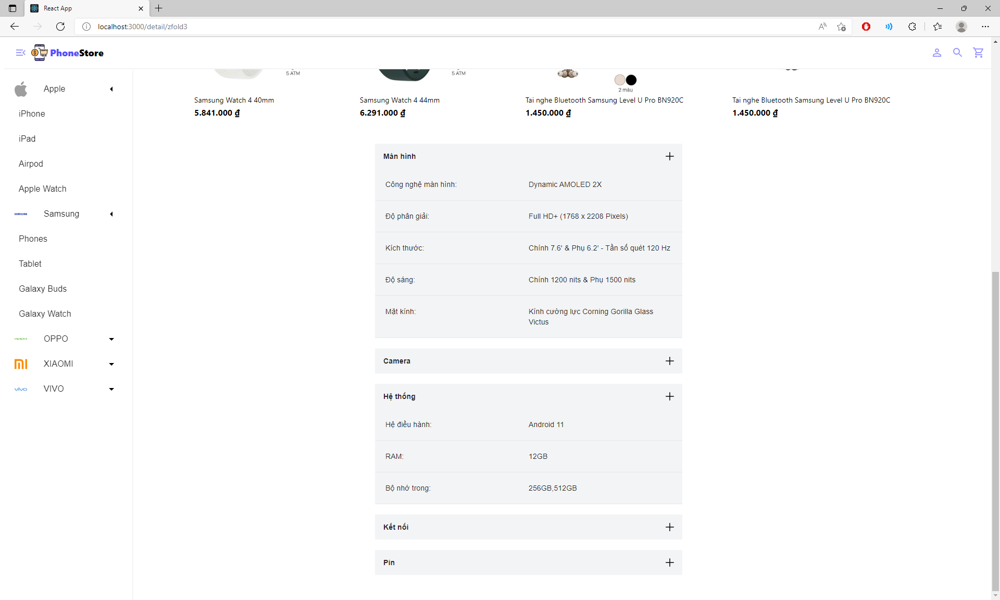 React App
localhost:3000/detail/zfold3
PhoneStore
Apple
iPhone
iPad
Airpod
Apple Watch
SAMSUNG
Samsung
Phones
Tablet
Galaxy Buds
Galaxy Watch
oppo
OPPO
XIAOMI
vivo
VIVO
5 ATM
5 ATM
2 màu
Samsung Watch 4 40mm
5.841.000 ₫
Samsung Watch 4 44mm
6.291.000 ₫
Tai nghe Bluetooth Samsung Level U Pro BN920C
1.450.000 ₫
Tai nghe Bluetooth Samsung Level U Pro BN920C
1.450.000 ₫
Màn hình
Công nghệ màn hình: Dynamic AMOLED 2X
Độ phân giải: Full HD+ (1768 x 2208 Pixels)
Kích thước: Chính 7.6' & Phụ 6.2' - Tần số quét 120 Hz
Độ sáng: Chính 1200 nits & Phụ 1500 nits
Mặt kính: Kính cường lực Corning Gorilla Glass
Victus
Camera
Hệ thống
Hệ điều hành: Android 11
RAM: 12GB
Bộ nhớ trong: 256GB,512GB
Kết nối
Pin